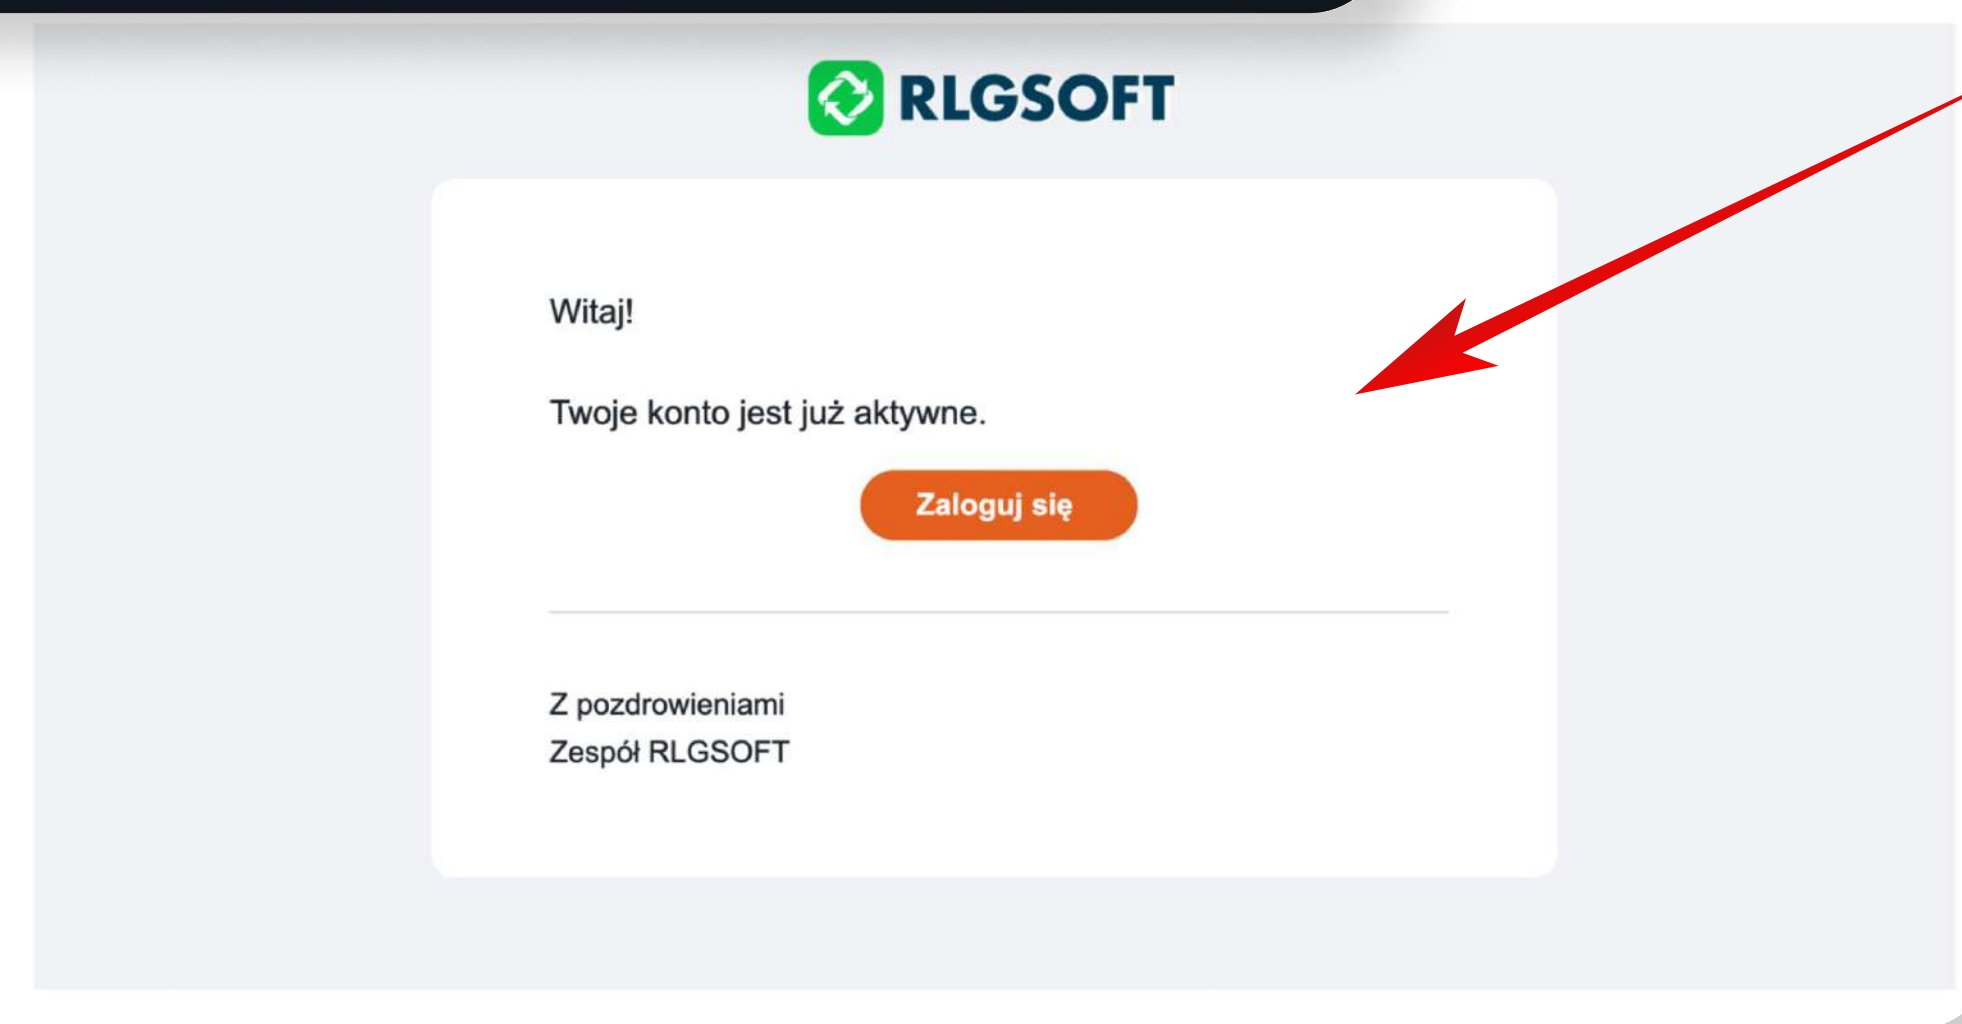 RLGSOFT
Witaj!
Twoje konto jest już aktywne.
Zaloguj się
Z pozdrowieniami
Zespół RLGSOFT